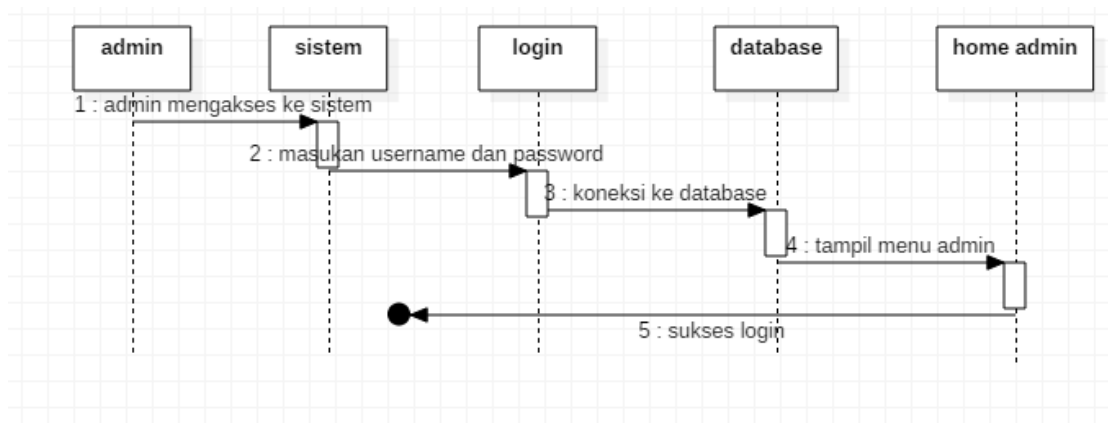 admin
sistem
login
database
home admin
1 : admin mengakses ke sistem
2 : masukan username dan password
3 : koneksi ke database
4 : tampil menu admin
5 : sukses login